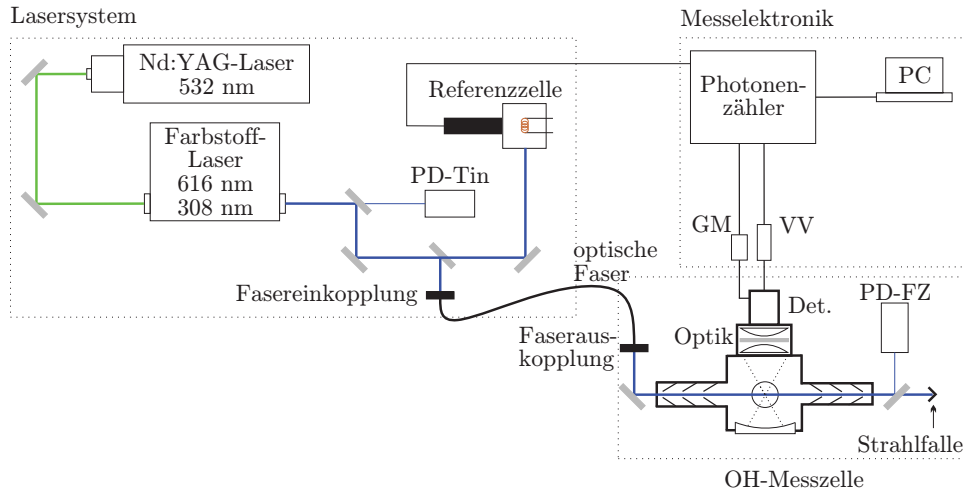 Lasersystem
Nd:YAG-Laser
532 nm
Farbstoff-
Laser
616 nm
308 nm
Referenzzelle
PD-Tin
Fasereinkopplung
optische
Faser
Messelektronik
Photonen-
zähler
PC
GM
VV
Det.
Optik
PD-FZ
Faseraus-
kopplung
Strahlfalle
OH-Messzelle